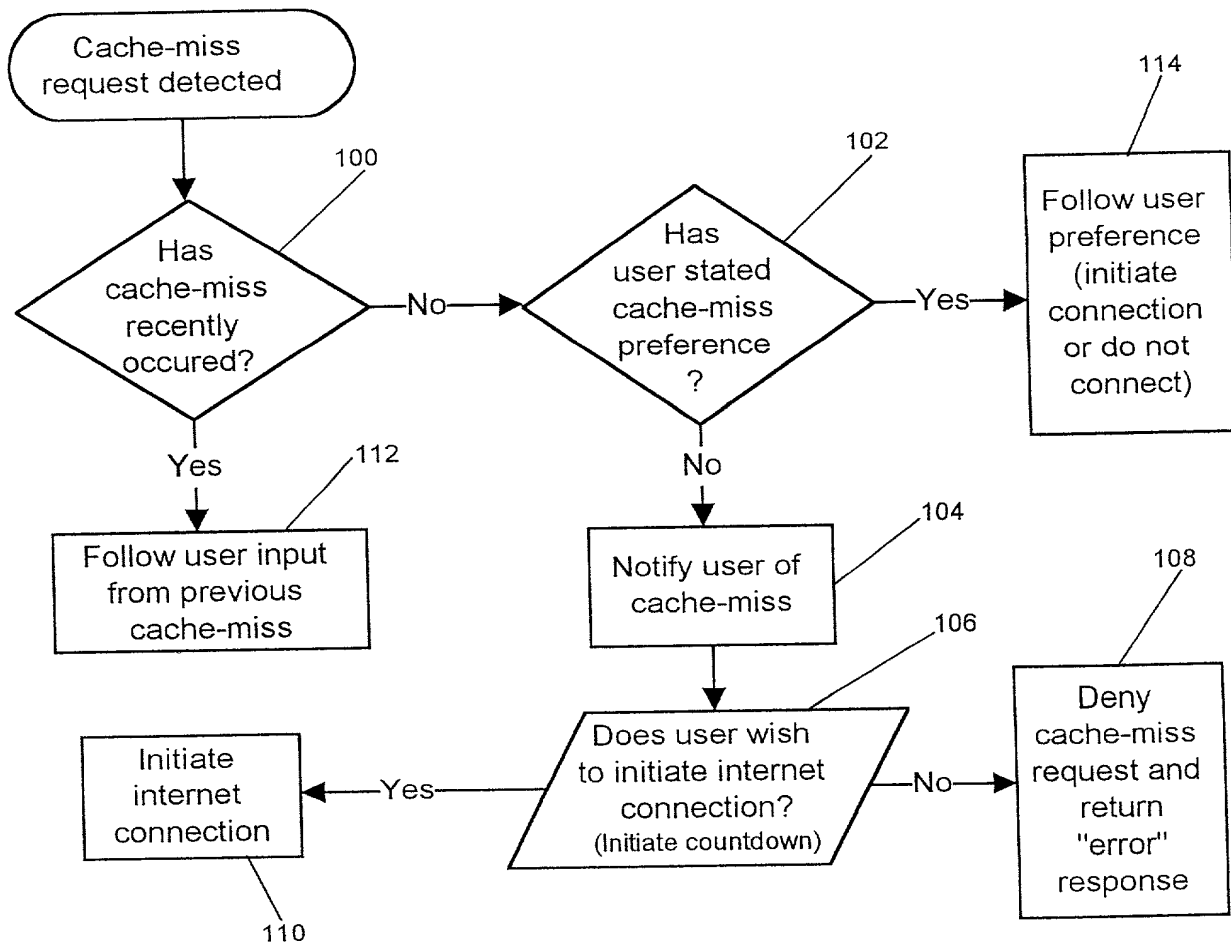 Cache-miss
request detected
100
Has
cache-miss
recently
occured?
No
102
Has
user stated
cache-miss
preference
?
Yes
114
Follow user
preference
(initiate
connection
or do not
connect)
Yes
112
Follow user input
from previous
cache-miss
No
104
Notify user of
cache-miss
106
Does user wish
to initiate internet
connection?
(Initiate countdown)
Yes
Initiate
internet
connection
110
No
108
Deny
cache-miss
request and
return
"error"
response